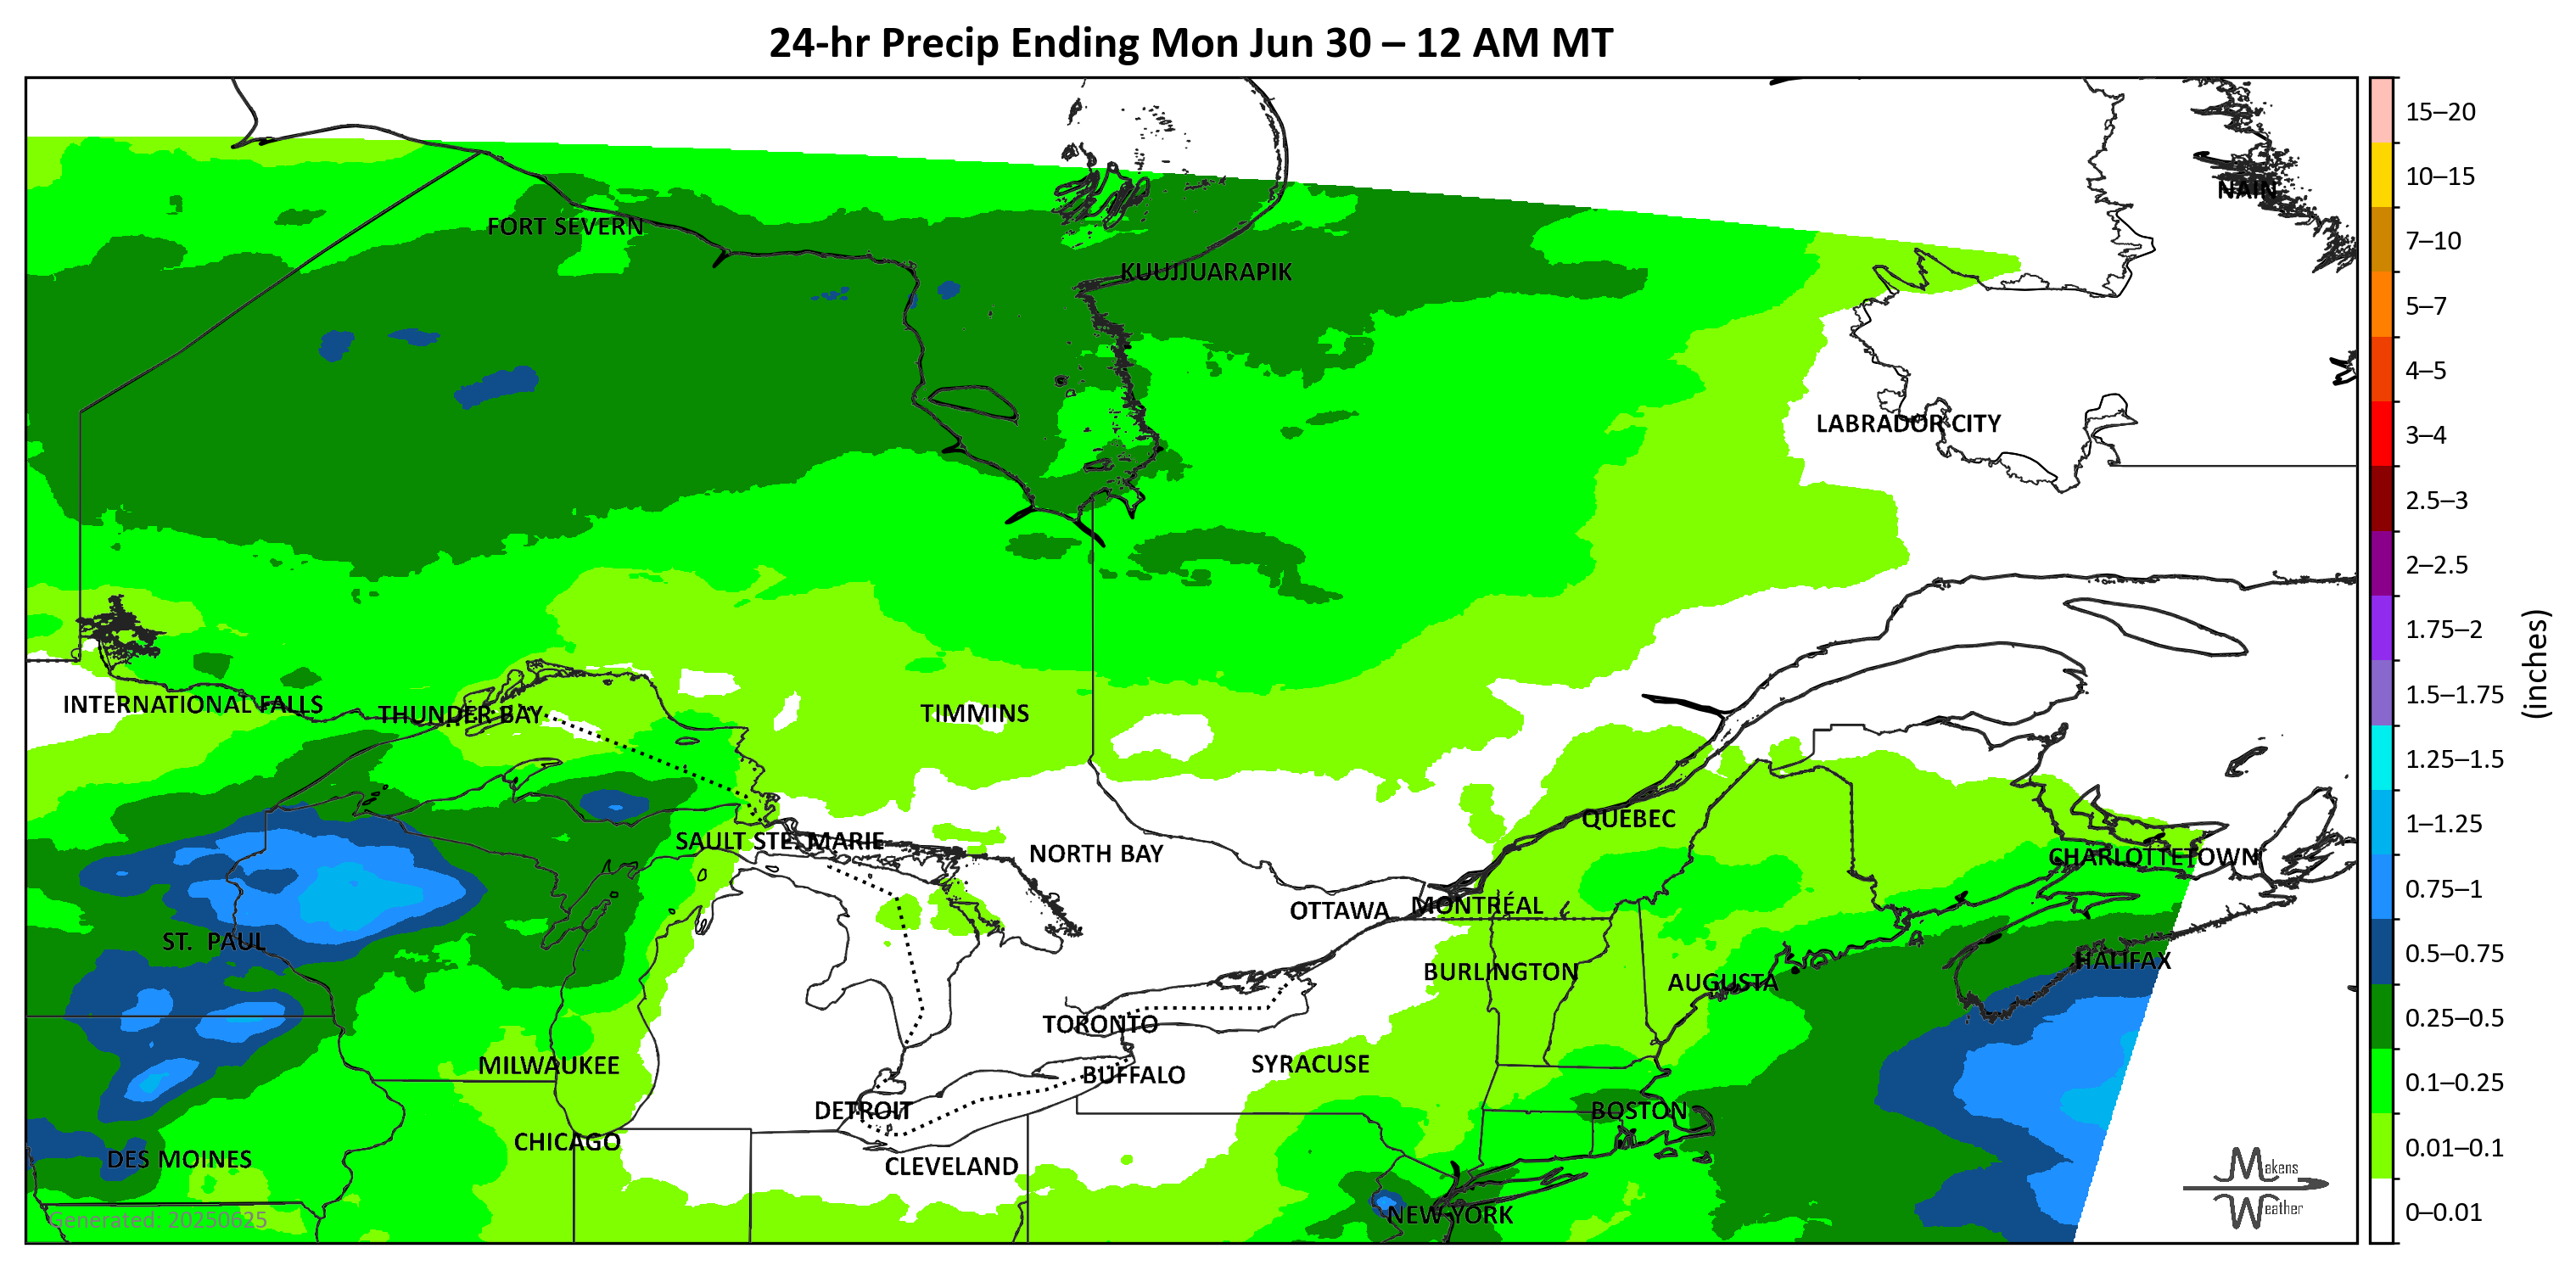 24-hr Precip Ending Mon Jun 30 – 12 AM MT
15–20
10–15
7–10
5–7
4–5
3–4
2.5–3
2–2.5
1.75–2
1.5–1.75
1.25–1.5
1–1.25
0.75–1
0.5–0.75
0.25–0.5
0.1–0.25
0.01–0.1
0–0.01
(inches)
NAIN
FORT SEVERN
KUUJJUARAPIK
LABRADOR CITY
INTERNATIONAL FALLS
THUNDER BAY
TIMMINS
QUEBEC
SAULT STE. MARIE
NORTH BAY
CHARLOTTETOWN
OTTAWA
MONTRÉAL
ST. PAUL
HALIFAX
BURLINGTON
AUGUSTA
TORONTO
MILWAUKEE
SYRACUSE
BUFFALO
DETROIT
BOSTON
CHICAGO
DES MOINES
CLEVELAND
NEW YORK
Generated: 20250625
Makens
Weather